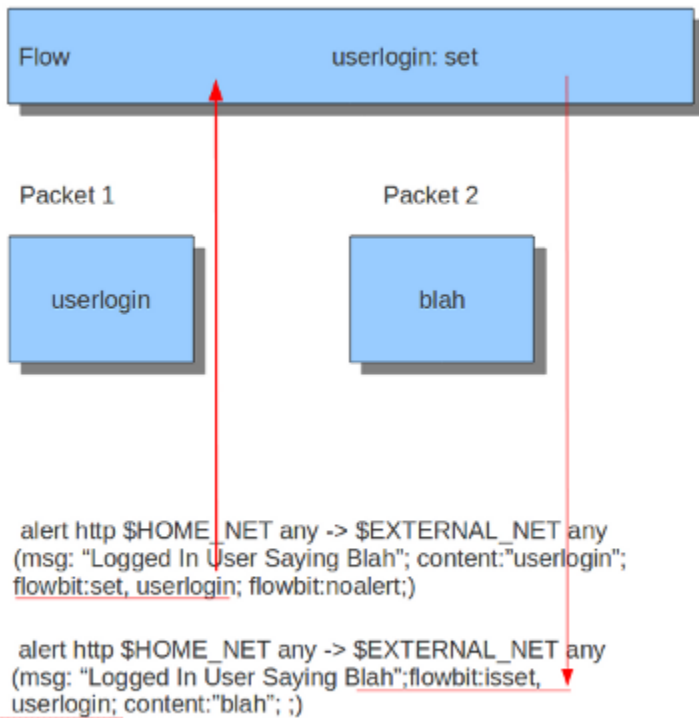 Flow userlogin: set
Packet 1 Packet 2
userlogin blah
alert http $HOME_NET any -> $EXTERNAL_NET any
(msg: “Logged In User Saying Blah”; content:”userlogin”;
flowbit:set, userlogin; flowbit:noalert;)
alert http $HOME_NET any -> $EXTERNAL_NET any
(msg: “Logged In User Saying Blah”;flowbit:isset,
userlogin; content:”blah”; ;)